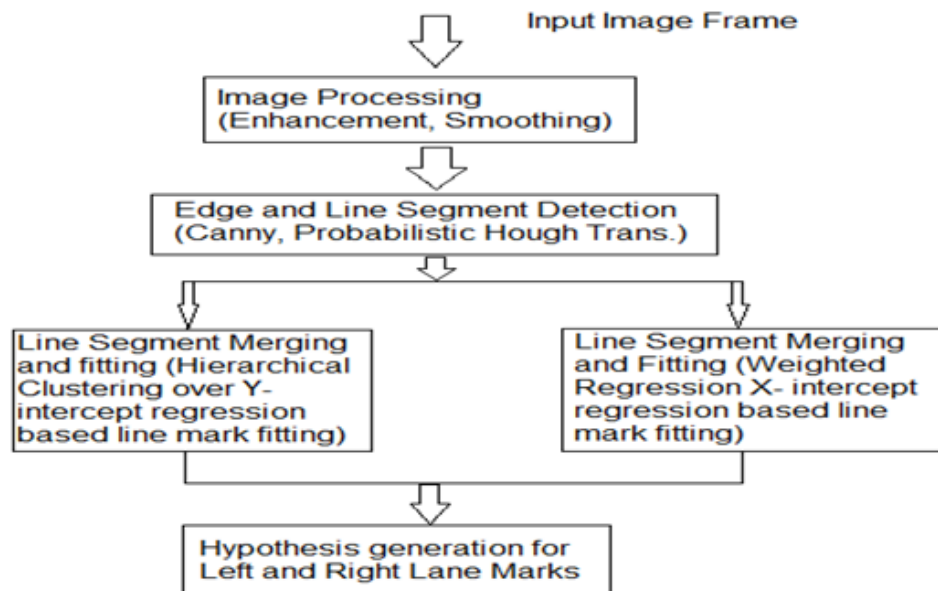 Input Image Frame
Image Processing
(Enhancement, Smoothing)
Edge and Line Segment Detection
(Canny, Probabilistic Hough Trans.)
Line Segment Merging
and fitting (Hierarchical
Clustering over Y-
intercept regression
based line mark fitting)
Line Segment Merging
and Fitting (Weighted
Regression X- intercept
regression based line
mark fitting)
Hypothesis generation for
Left and Right Lane Marks